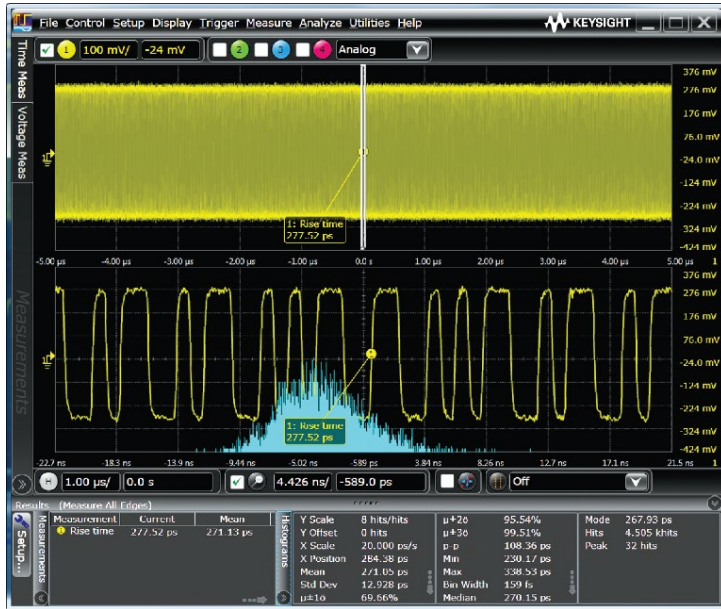 File Control Setup Display Trigger Measure Analyze Utilities Help KEYSIGHT
1 100 mV/ -24 mV 2 3 4 Analog
Time Meas
Voltage Meas
Measurements
376 mV
276 mV
176 mV
76.0 mV
-24.0 mV
-124 mV
-224 mV
-324 mV
-424 mV
1: Rise time
277.52 ps
-5.00 µs -4.00 µs -3.00 µs -2.00 µs -1.00 µs 0.0 s 1.00 µs 2.00 µs 3.00 µs 4.00 µs 5.00 µs 1
376 mV
276 mV
176 mV
76.0 mV
-24.0 mV
-124 mV
-224 mV
-324 mV
-424 mV
1: Rise time
277.52 ps
-22.7 ns -18.3 ns -13.9 ns -9.44 ns -5.02 ns -589 ps 3.84 ns 8.26 ns 12.7 ns 17.1 ns 21.5 ns 1
H 1.00 µs/ 0.0 s 4.426 ns/ -589.0 ps Off
Results (Measure All Edges)
Setup...
Measurements
Measurement Current Mean
Rise time 277.52 ps 271.13 ps
Histograms
Y Scale 8 hits/hits µ±2σ 95.54% Mode 267.93 ps
Y Offset 0 hits µ±3σ 99.51% Hits 4.505 khits
X Scale 20.000 ps/s p-p 108.36 ps Peak 32 hits
X Position 284.38 ps Min 230.17 ps
Mean 271.05 ps Max 338.53 ps
Std Dev 12.928 ps Bin Width 159 fs
µ±1σ 69.66% Median 270.15 ps